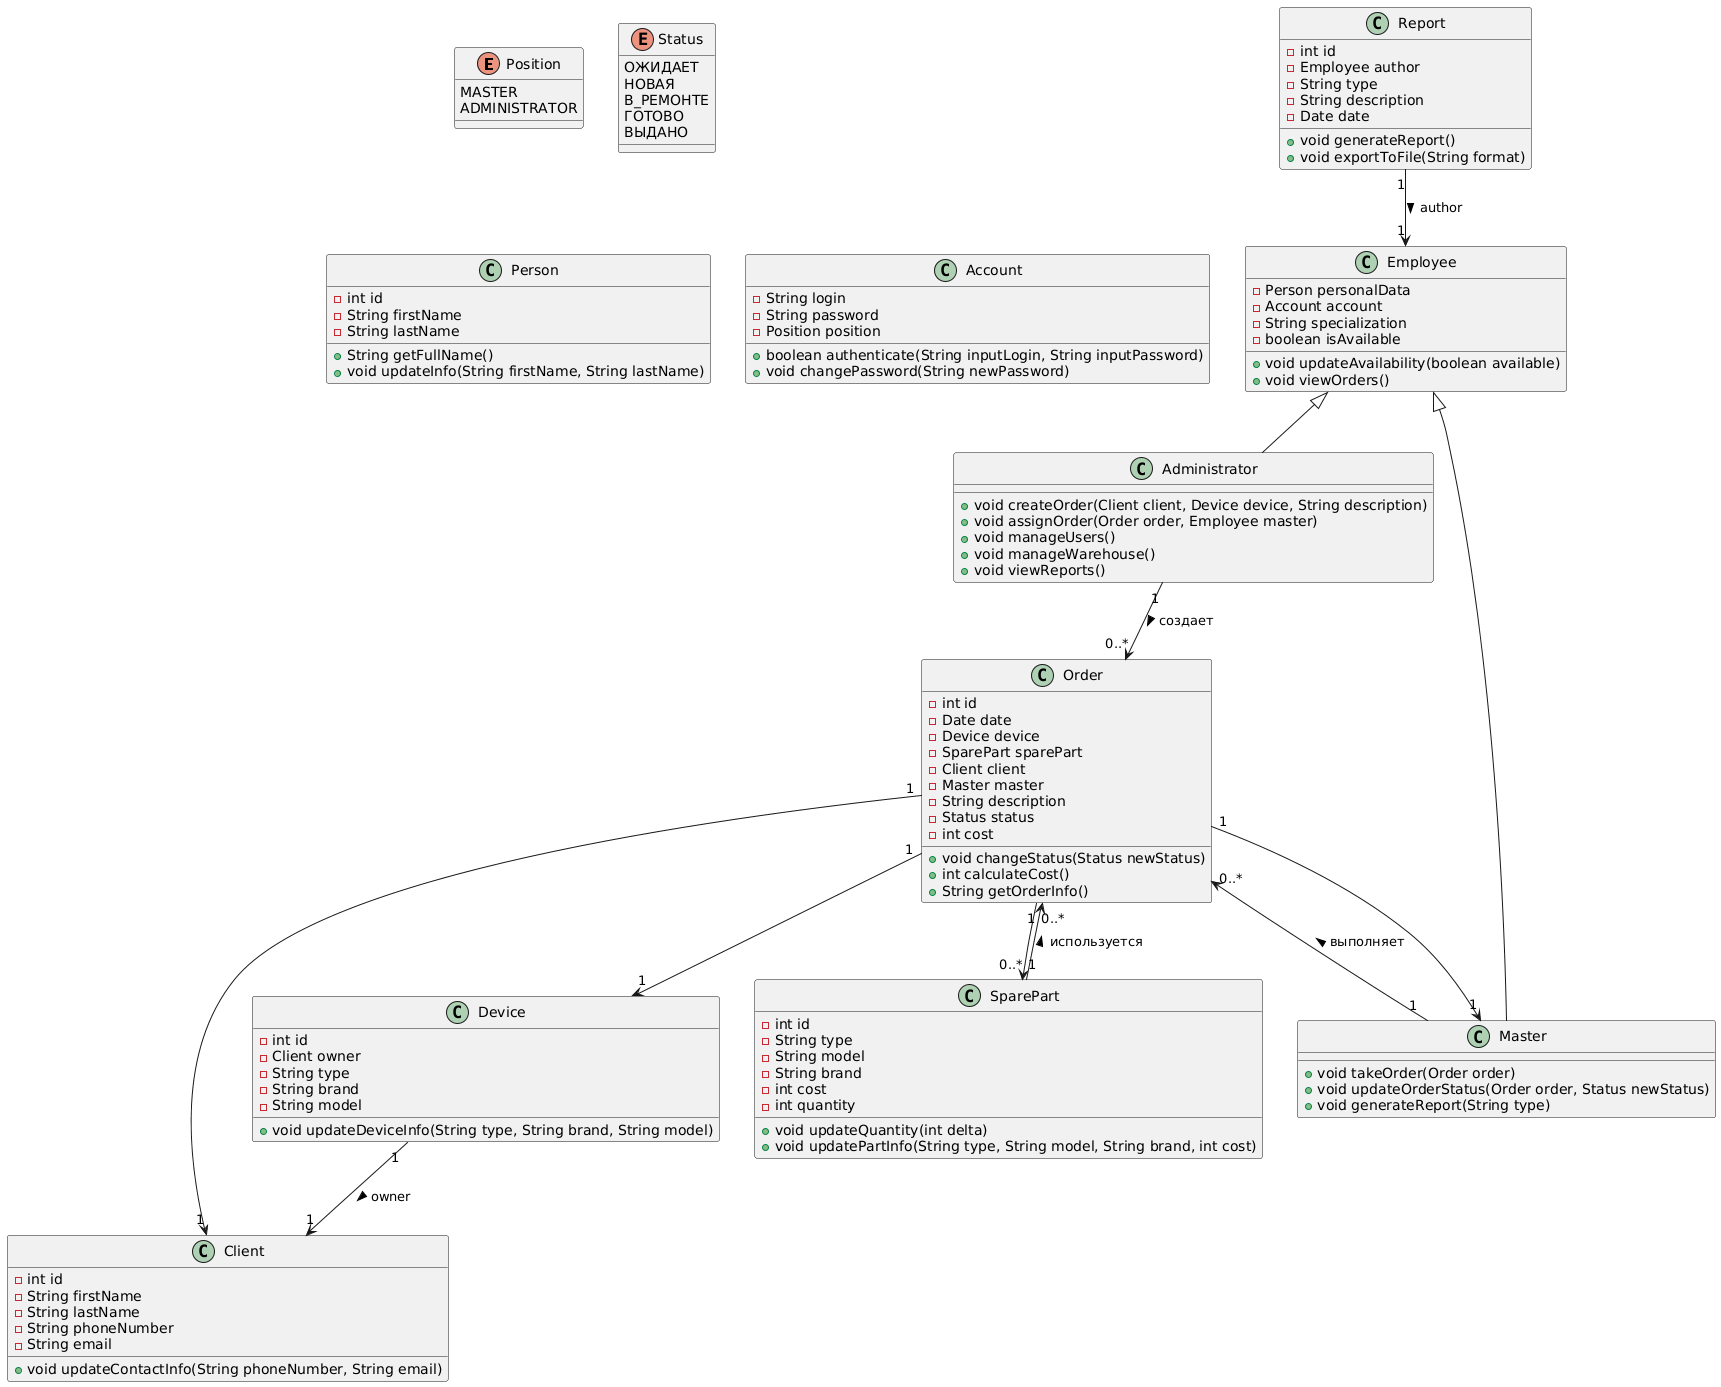 E Position
MASTER
ADMINISTRATOR
E Status
ОЖИДАЕТ
НОВАЯ
В_РЕМОНТЕ
ГОТОВО
ВЫДАНО
C Report
int id
Employee author
String type
String description
Date date
void generateReport()
void exportToFile(String format)
1
author
1
C Person
int id
String firstName
String lastName
String getFullName()
void updateInfo(String firstName, String lastName)
C Account
String login
String password
Position position
boolean authenticate(String inputLogin, String inputPassword)
void changePassword(String newPassword)
C Employee
Person personalData
Account account
String specialization
boolean isAvailable
void updateAvailability(boolean available)
void viewOrders()
C Administrator
void createOrder(Client client, Device device, String description)
void assignOrder(Order order, Employee master)
void manageUsers()
void manageWarehouse()
void viewReports()
1
создает
0..*
C Order
int id
Date date
Device device
SparePart sparePart
Client client
Master master
String description
Status status
int cost
void changeStatus(Status newStatus)
int calculateCost()
String getOrderInfo()
1
1
1
0..*
1
0..*
используется
0..*
1
выполняет
1
1
1
C Device
int id
Client owner
String type
String brand
String model
void updateDeviceInfo(String type, String brand, String model)
C SparePart
int id
String type
String model
String brand
int cost
int quantity
void updateQuantity(int delta)
void updatePartInfo(String type, String model, String brand, int cost)
C Master
void takeOrder(Order order)
void updateOrderStatus(Order order, Status newStatus)
void generateReport(String type)
1
owner
1
1
C Client
int id
String firstName
String lastName
String phoneNumber
String email
void updateContactInfo(String phoneNumber, String email)